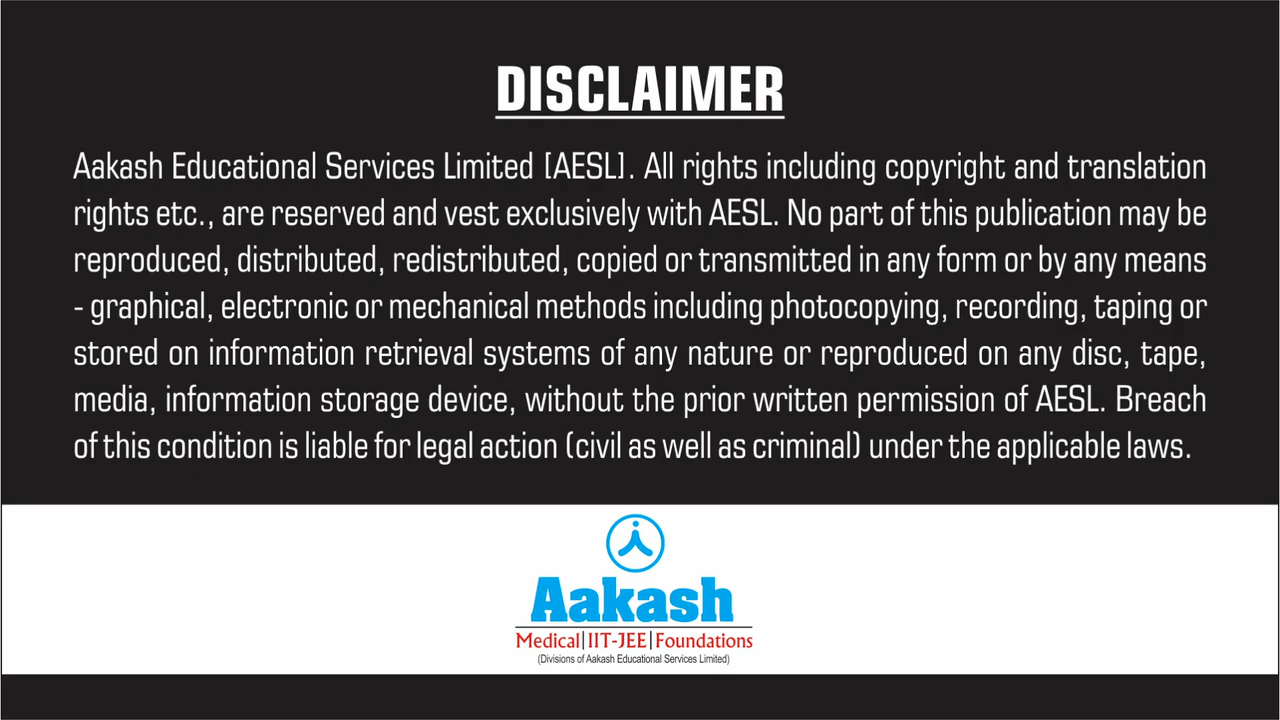 DISCLAIMER
Aakash Educational Services Limited [AESL]. All rights including copyright and translation
rights etc., are reserved and vest exclusively with AESL. No part of this publication may be
reproduced, distributed, redistributed, copied or transmitted in any form or by any means
- graphical, electronic or mechanical methods including photocopying, recording, taping or
stored on information retrieval systems of any nature or reproduced on any disc, tape,
media, information storage device, without the prior written permission of AESL. Breach
of this condition is liable for legal action (civil as well as criminal) under the applicable laws.
Aakash
Medical|IIT-JEE|Foundations
(Divisions of Aakash Educational Services Limited)